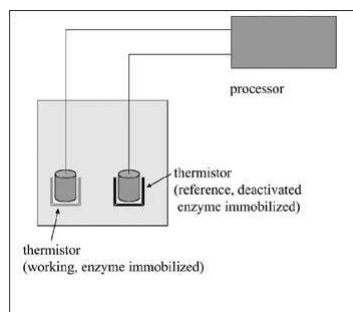 processor
thermistor
(reference, deactivated
enzyme immobilized)
thermistor
(working, enzyme immobilized)